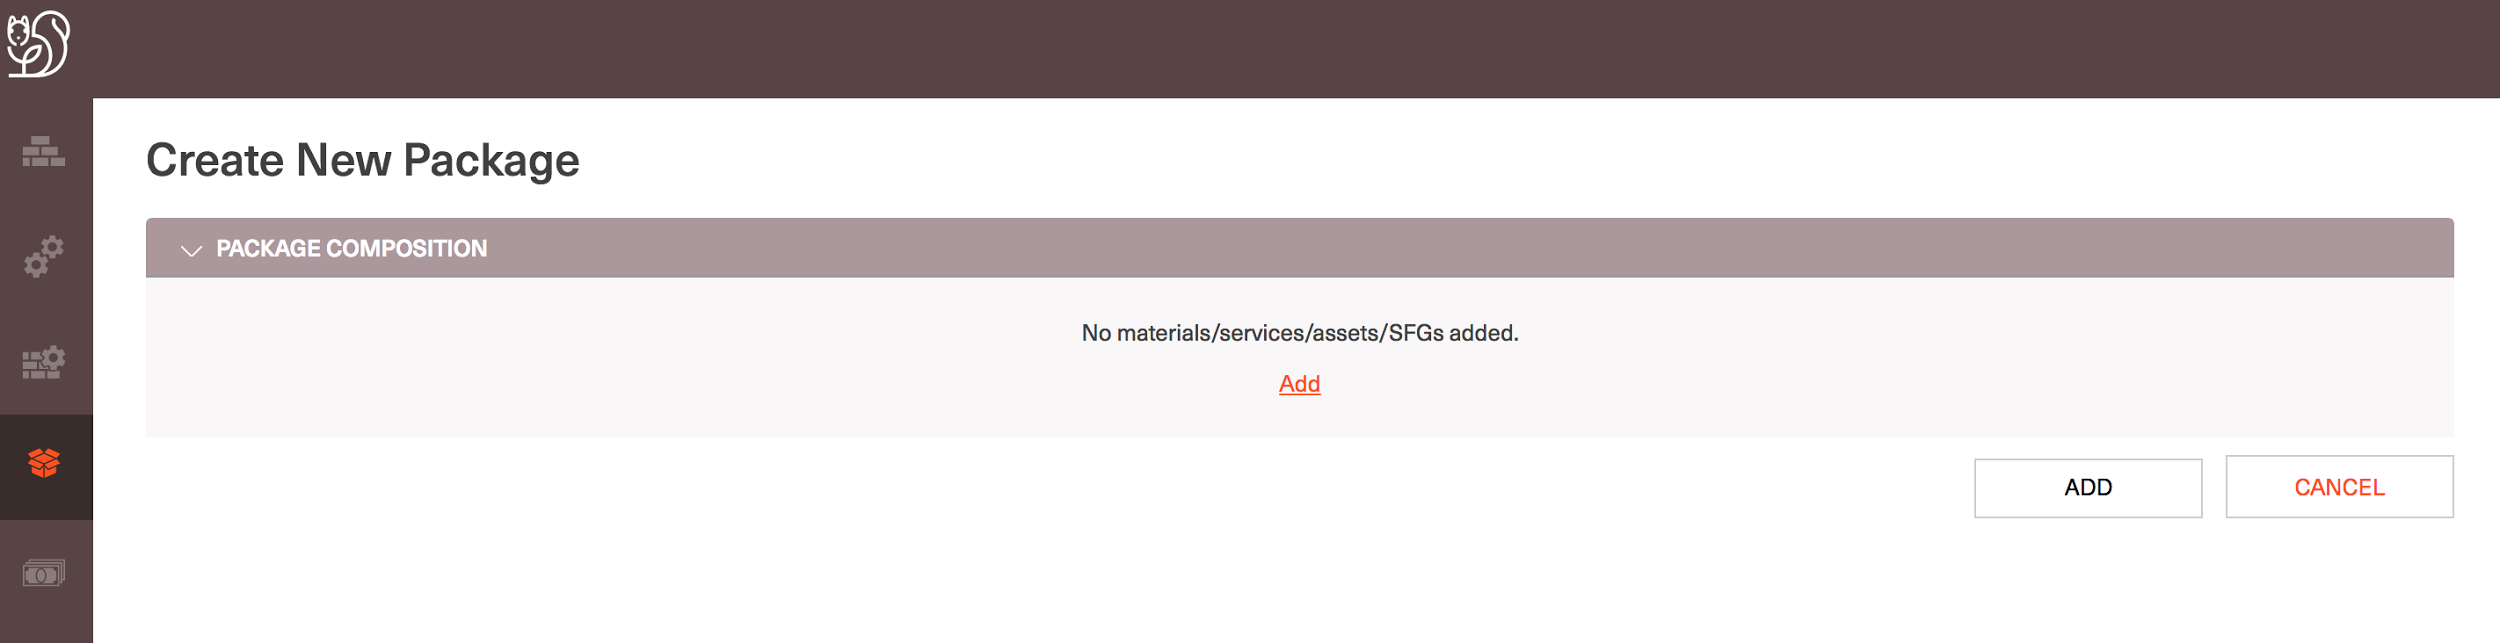 Create New Package
PACKAGE COMPOSITION
No materials/services/assets/SFGs added.
Add
ADD
CANCEL